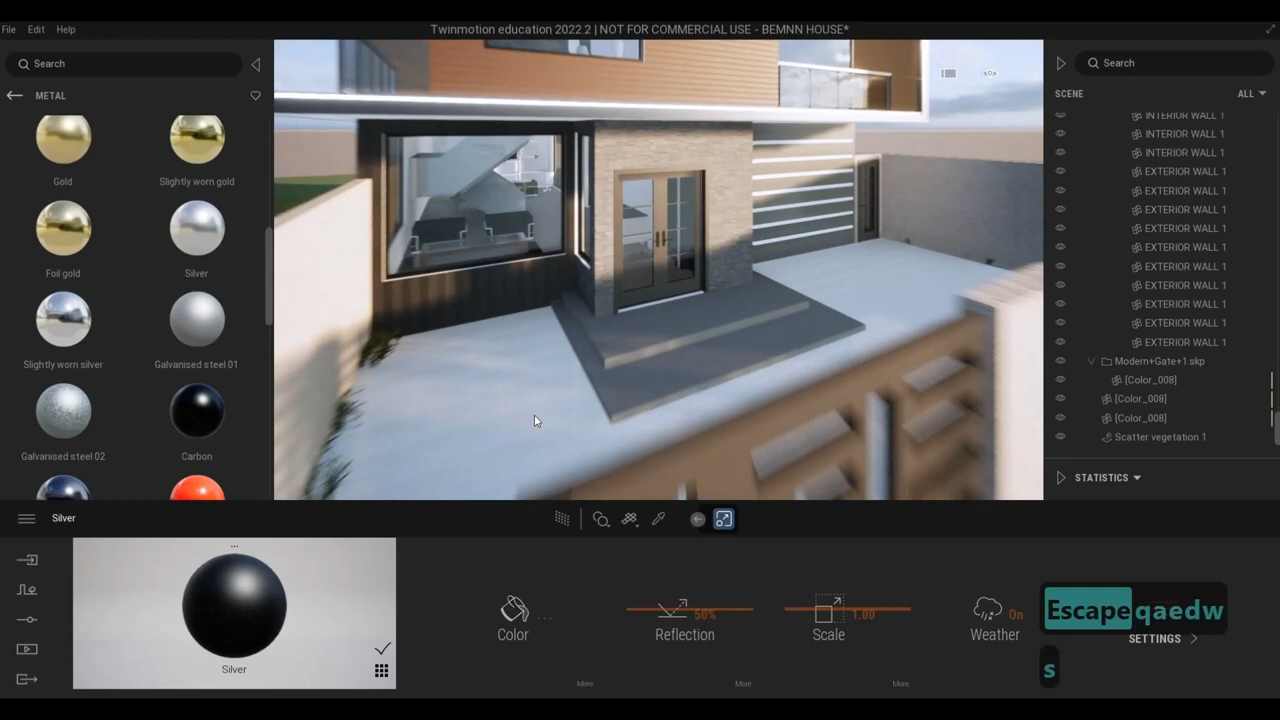 File Edit Help
Twinmotion education 2022.2 | NOT FOR COMMERCIAL USE - BEMNN HOUSE*
Search
METAL
Gold
Slightly worn gold
Foil gold
Silver
Slightly worn silver
Galvanised steel 01
Galvanised steel 02
Carbon
Search
SCENE
ALL
INTERIOR WALL 1
INTERIOR WALL 1
INTERIOR WALL 1
EXTERIOR WALL 1
EXTERIOR WALL 1
EXTERIOR WALL 1
EXTERIOR WALL 1
EXTERIOR WALL 1
EXTERIOR WALL 1
EXTERIOR WALL 1
EXTERIOR WALL 1
EXTERIOR WALL 1
EXTERIOR WALL 1
Modern+Gate+1.skp
[Color_008]
[Color_008]
[Color_008]
Scatter vegetation 1
STATISTICS
Silver
...
Silver
Color
...
More
Reflection
50%
More
Scale
1.00
More
Weather
On
Escapeqaedw
SETTINGS
s